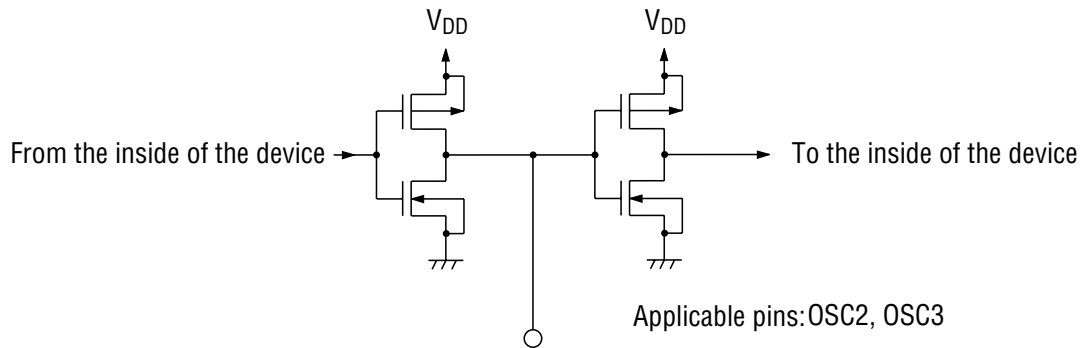 VDD
VDD
From the inside of the device
To the inside of the device
Applicable pins:OSC2, OSC3